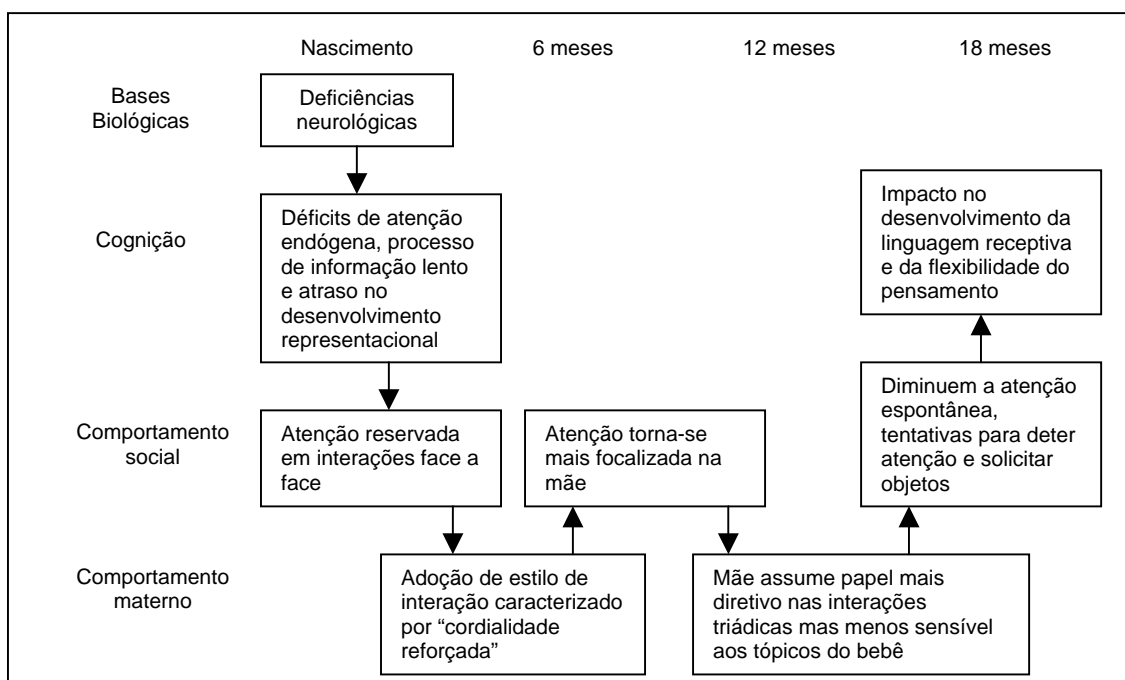 Nascimento
6 meses
12 meses
18 meses
Bases
Biológicas
Deficiências
neurológicas
Cognição
Déficits de atenção
endógena, processo
de informação lento
e atraso no
desenvolvimento
representacional
Impacto no
desenvolvimento da
linguagem receptiva
e da flexibilidade do
pensamento
Comportamento
social
Atenção reservada
em interações face a
face
Atenção torna-se
mais focalizada na
mãe
Diminuem a atenção
espontânea,
tentativas para deter
atenção e solicitar
objetos
Comportamento
materno
Adoção de estilo de
interação caracterizado
por “cordialidade
reforçada”
Mãe assume papel mais
diretivo nas interações
triádicas mas menos sensível
aos tópicos do bebê